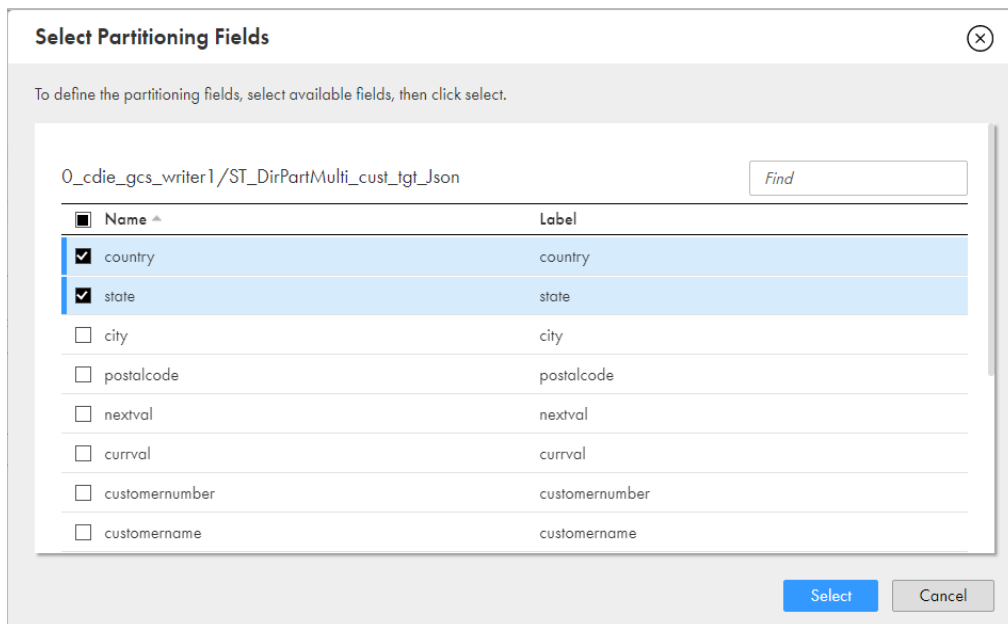 Select Partitioning Fields
To define the partitioning fields, select available fields, then click select.
0_cdie_gcs_writer1/ST_DirPartMulti_cust_tgt_Json Find
Name Label
country country
state state
city city
postalcode postalcode
nextval nextval
currval currval
customernumber customernumber
customername customername
Select Cancel